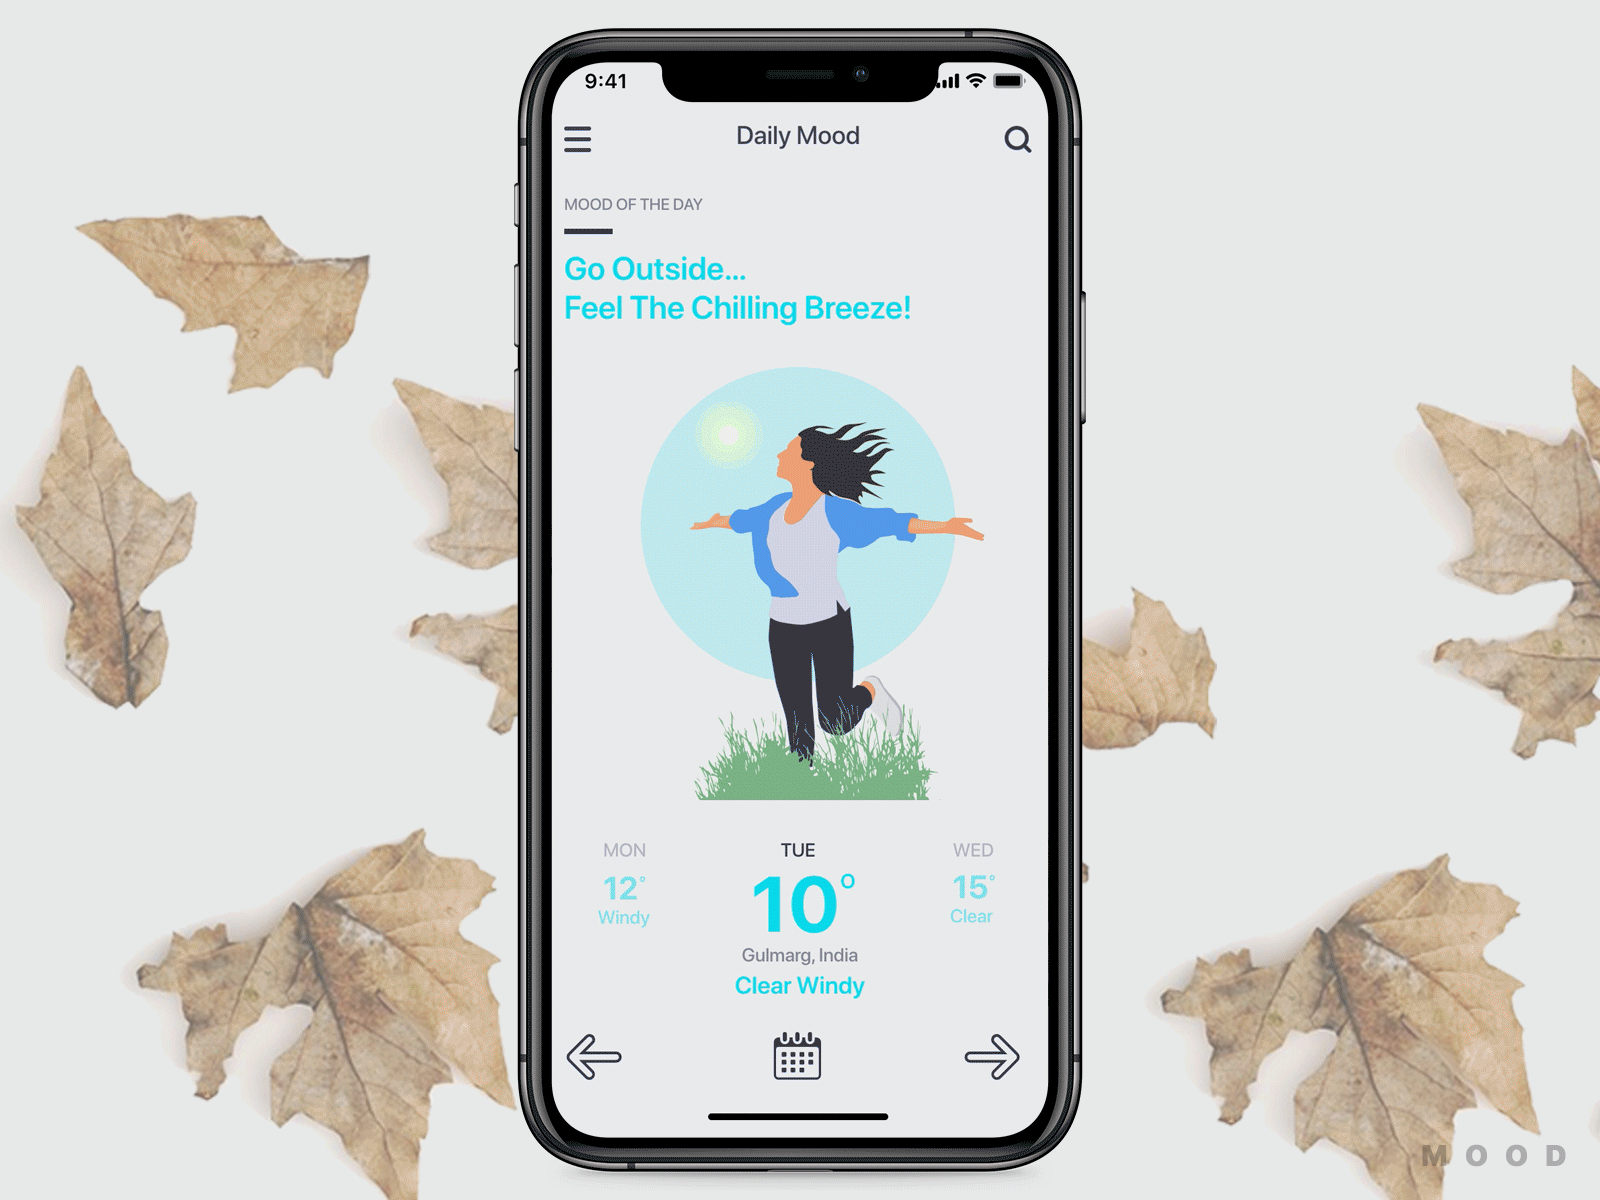 9:41
Daily Mood
MOOD OF THE DAY
Go Outside...
Feel The Chilling Breeze!
MON
12°
Windy
TUE
10°
Gulmarg, India
Clear Windy
WED
15°
Clear
MOOD